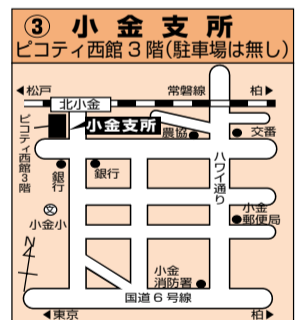 ③ 小金支所
ピコティ西館3階(駐車場は無し)
◀松戸 常磐線 柏▶
北小金
小金支所
ピコティ西館3階
農協
交番
銀行
銀行
ハワイ通り
文
小金小
小金
郵便局
N
小金
消防署
国道6号線
◀東京 柏▶